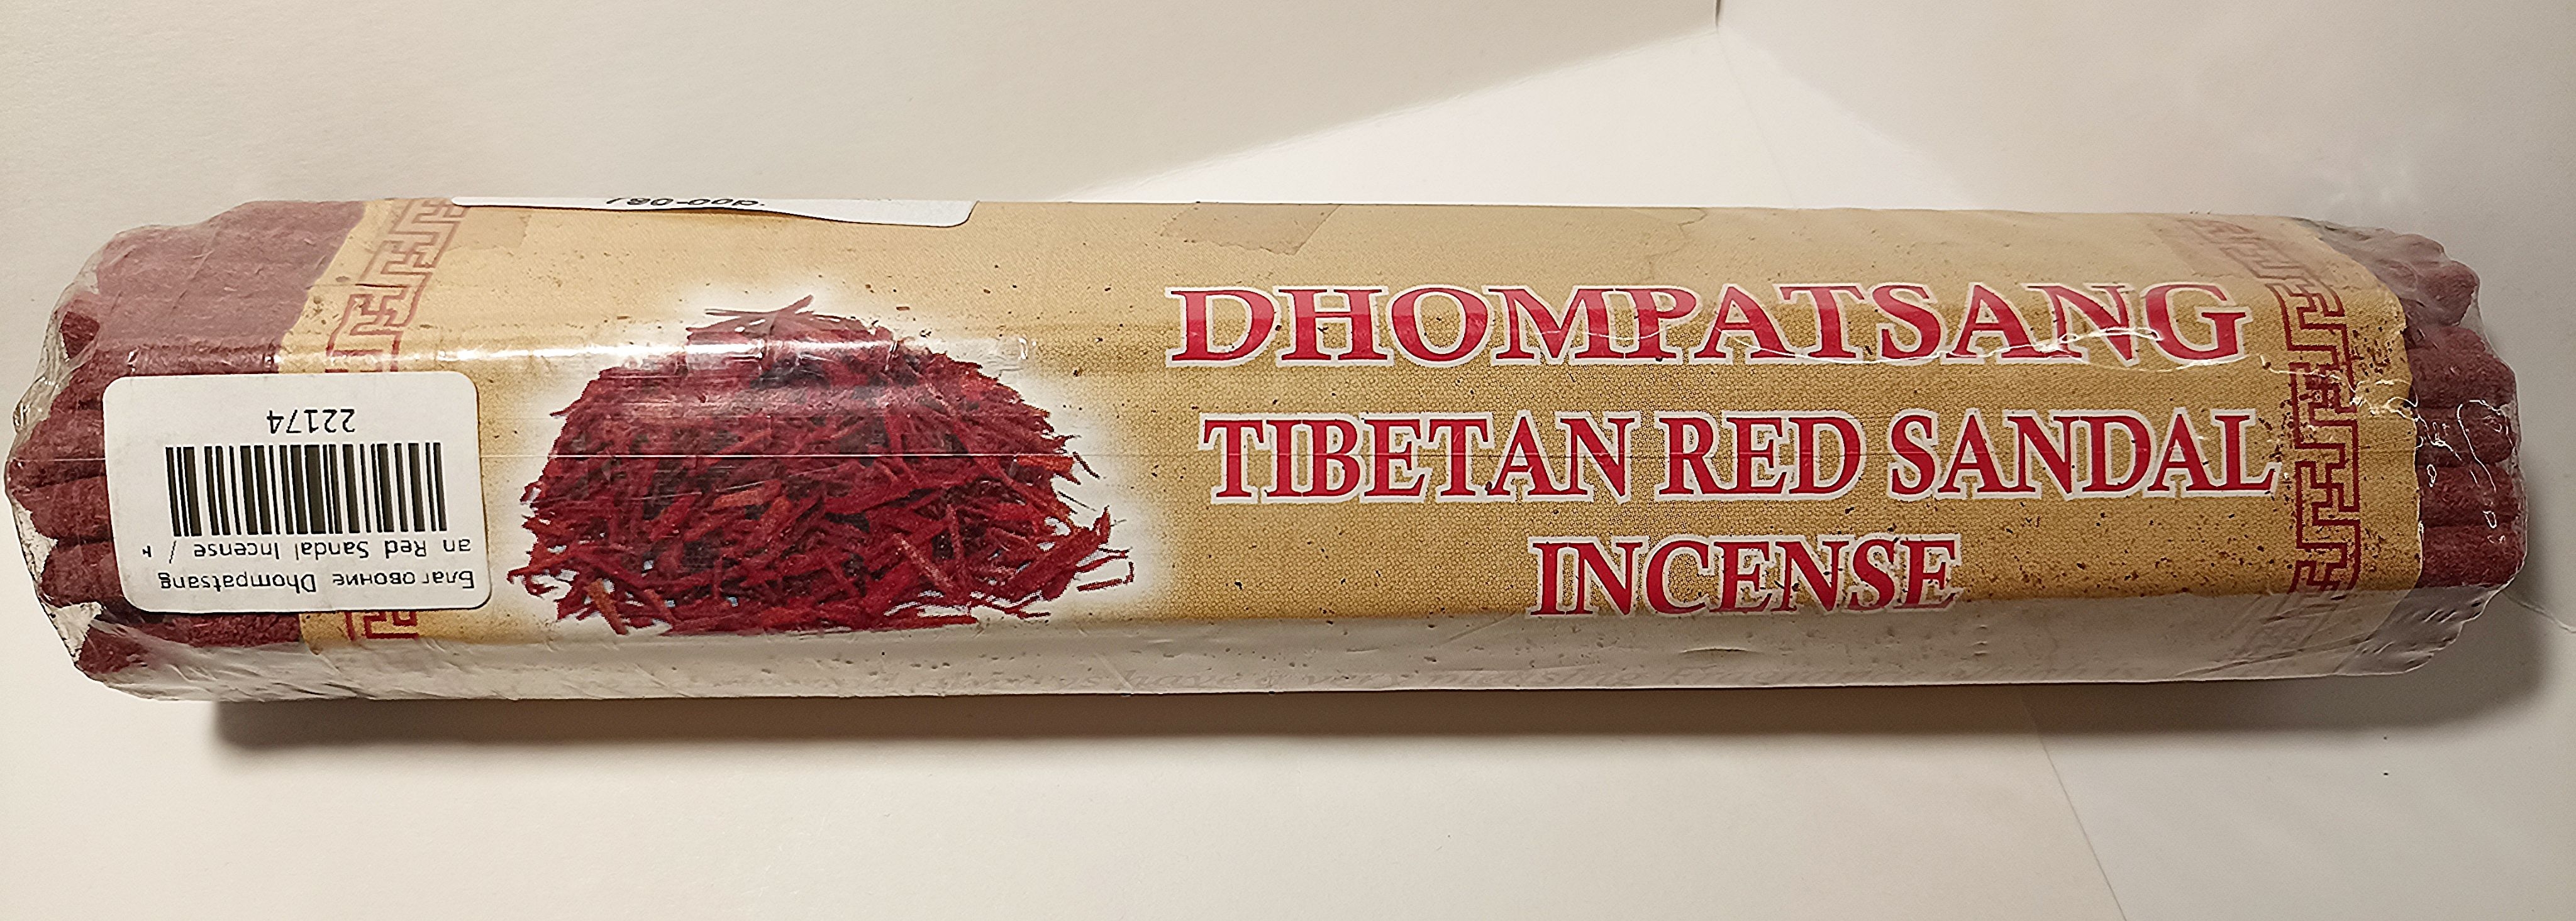 DHOMPATSANG
TIBETAN RED SANDAL
INCENSE
Благовоние Dhompatsang
an Red Sandal Incense /
22174